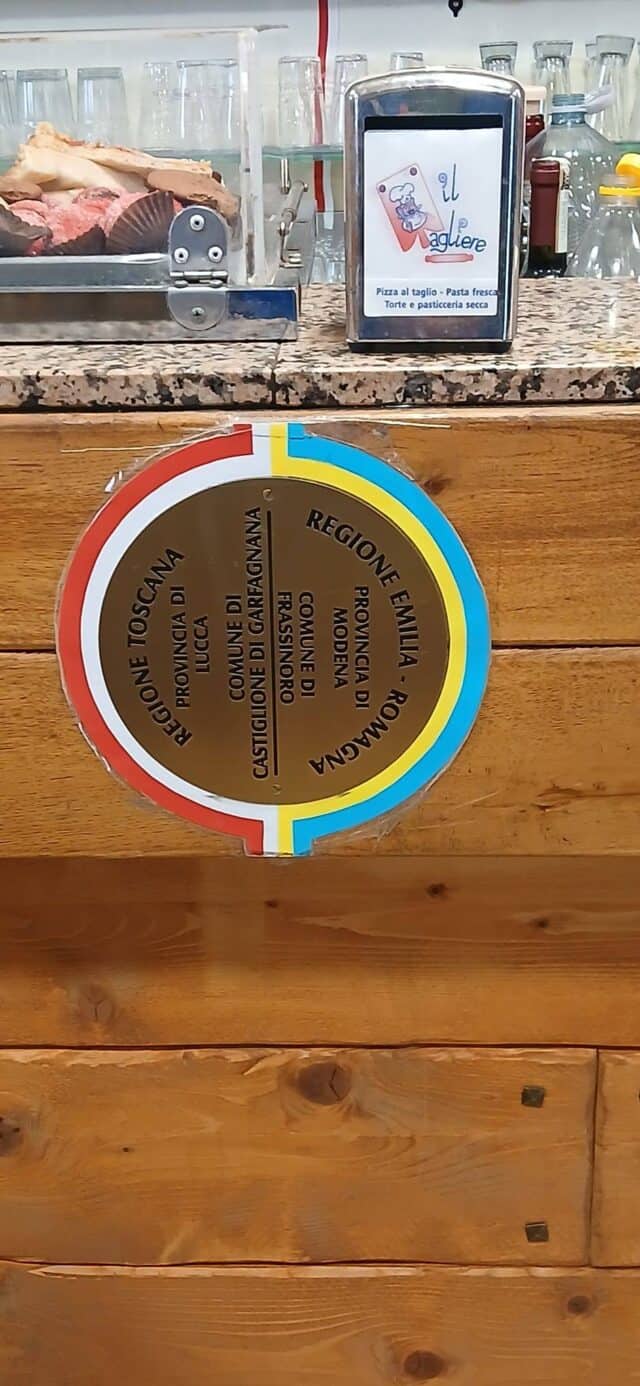 il
Tagliere
Pizza al taglio - Pasta fresca
Torte e pasticceria secca
REGIONE TOSCANA
PROVINCIA DI
LUCCA
COMUNE DI
CASTIGLIONE DI GARFAGNANA
REGIONE EMILIA - ROMAGNA
PROVINCIA DI
MODENA
COMUNE DI
FRASSINORO